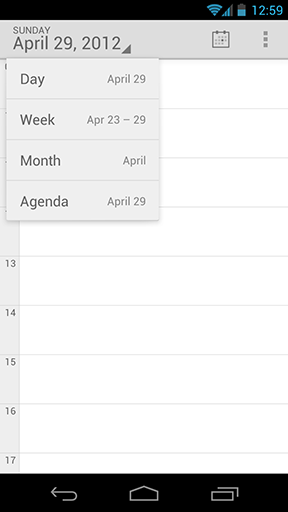 12:59
SUNDAY
April 29, 2012
Day April 29
Week Apr 23 – 29
Month April
Agenda April 29
13
14
15
16
17